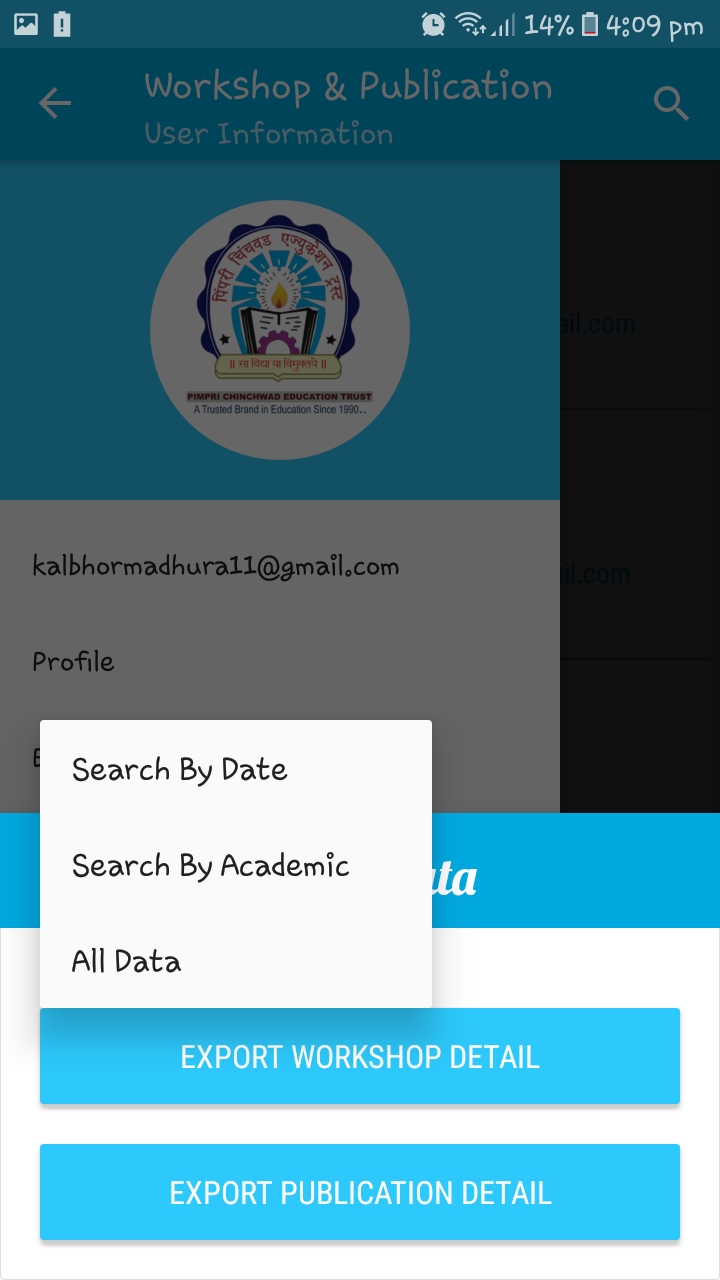 14% 4:09 pm
Workshop & Publication
User Information
पिंपरी चिंचवड एज्युकेशन ट्रस्ट
॥ सा विद्या या विमुक्तये ॥
PIMPRI CHINCHWAD EDUCATION TRUST
A Trusted Brand in Education Since 1990..
ail.com
kalbhormadhura11@gmail.com
il.com
Profile
Search By Date
Search By Academic
All Data
EXPORT WORKSHOP DETAIL
EXPORT PUBLICATION DETAIL